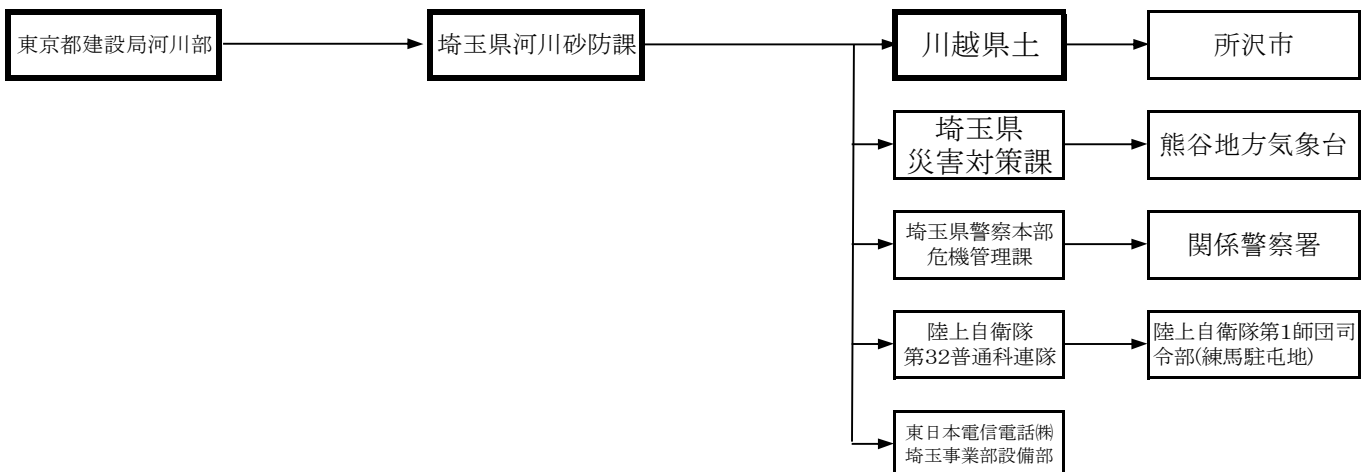 東京都建設局河川部
埼玉県河川砂防課
川越県土
所沢市
埼玉県
災害対策課
熊谷地方気象台
埼玉県警察本部
危機管理課
関係警察署
陸上自衛隊
第32普通科連隊
陸上自衛隊第1師団司
令部(練馬駐屯地)
東日本電信電話㈱
埼玉事業部設備部